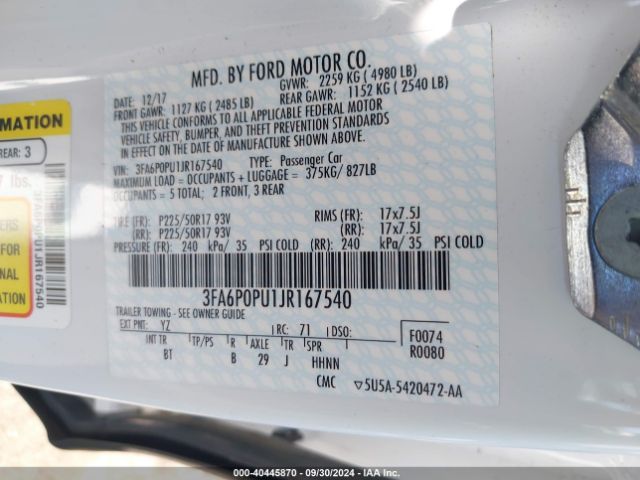 MFD. BY FORD MOTOR CO.
DATE: 12/17 GVWR: 2259 KG ( 4980 LB)
FRONT GAWR: 1127 KG ( 2485 LB) REAR GAWR: 1152 KG ( 2540 LB)
THIS VEHICLE CONFORMS TO ALL APPLICABLE FEDERAL MOTOR
VEHICLE SAFETY, BUMPER, AND THEFT PREVENTION STANDARDS
IN EFFECT ON THE DATE OF MANUFACTURE SHOWN ABOVE.
VIN: 3FA6P0PU1JR167540 TYPE: Passenger Car
MAXIMUM LOAD = OCCUPANTS + LUGGAGE = 375KG/ 827LB
OCCUPANTS = 5 TOTAL; 2 FRONT, 3 REAR
TIRE (FR): P225/50R17 93V RIMS (FR): 17x7.5J
(RR): P225/50R17 93V (RR): 17x7.5J
PRESSURE (FR): 240 kPa/ 35 PSI COLD (RR): 240 kPa/ 35 PSI COLD
3FA6P0PU1JR167540
TRAILER TOWING - SEE OWNER GUIDE
EXT PNT: YZ RC: 71 DSO:
INT TR TP/PS R AXLE TR SPR
BT B 29 J HHNN
F0074
R0080
CMC 5U5A-5420472-AA
RMATION
REAR: 3
lbs.
ERS
E FOR
NAL
ATION
3FA6P0PU1JR167540
000-40445870 - 09/30/2024 - IAA Inc.